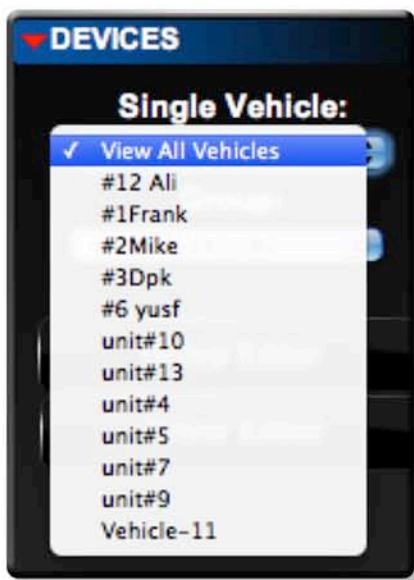 DEVICES
Single Vehicle:
✓ View All Vehicles
#12 Ali
#1Frank
#2Mike
#3Dpk
#6 yusf
unit#10
unit#13
unit#4
unit#5
unit#7
unit#9
Vehicle-11